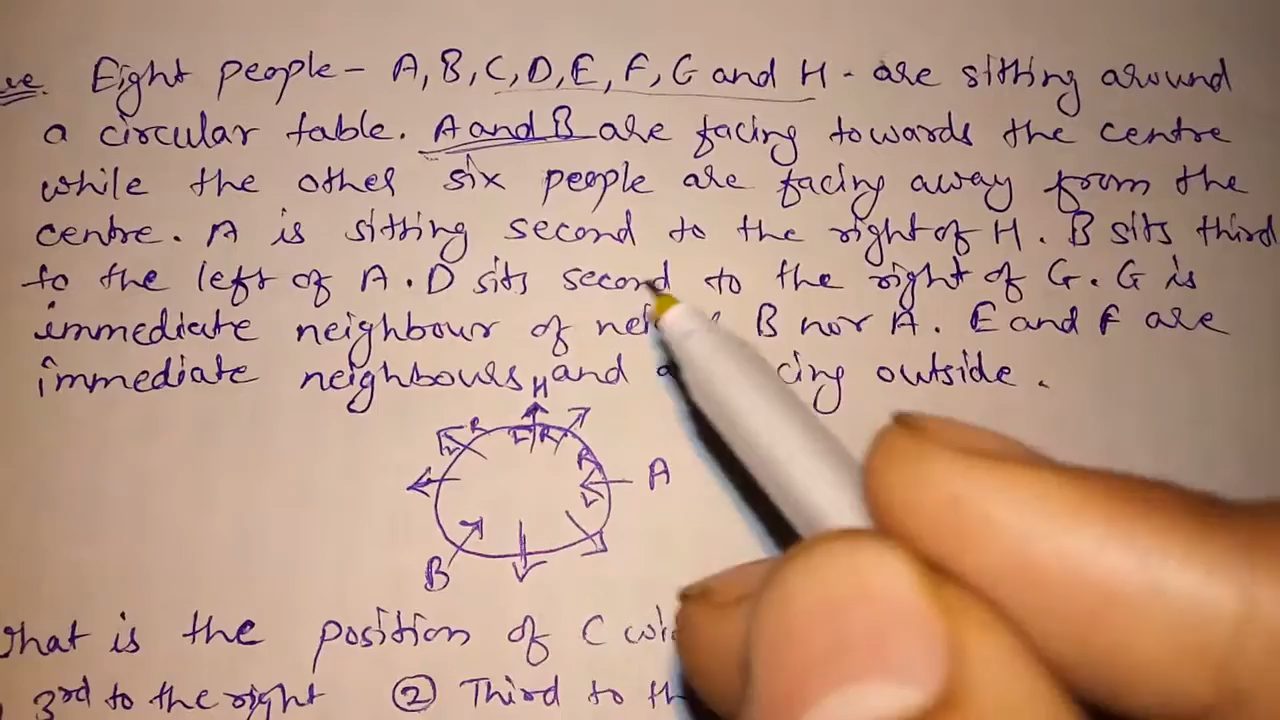 Eight people - A, B, C, D, E, F, G and H - are sitting around
a circular table. A and B are facing towards the centre
while the other six people are facing away from the
centre. A is sitting second to the right of H. B sits third
to the left of A. D sits second to the right of G. G is
immediate neighbour of B nor A. E and F are
immediate neighbours, and outside.
H
R
L R
R
A
L
B
What is the position of C
3rd to the right ② Third to